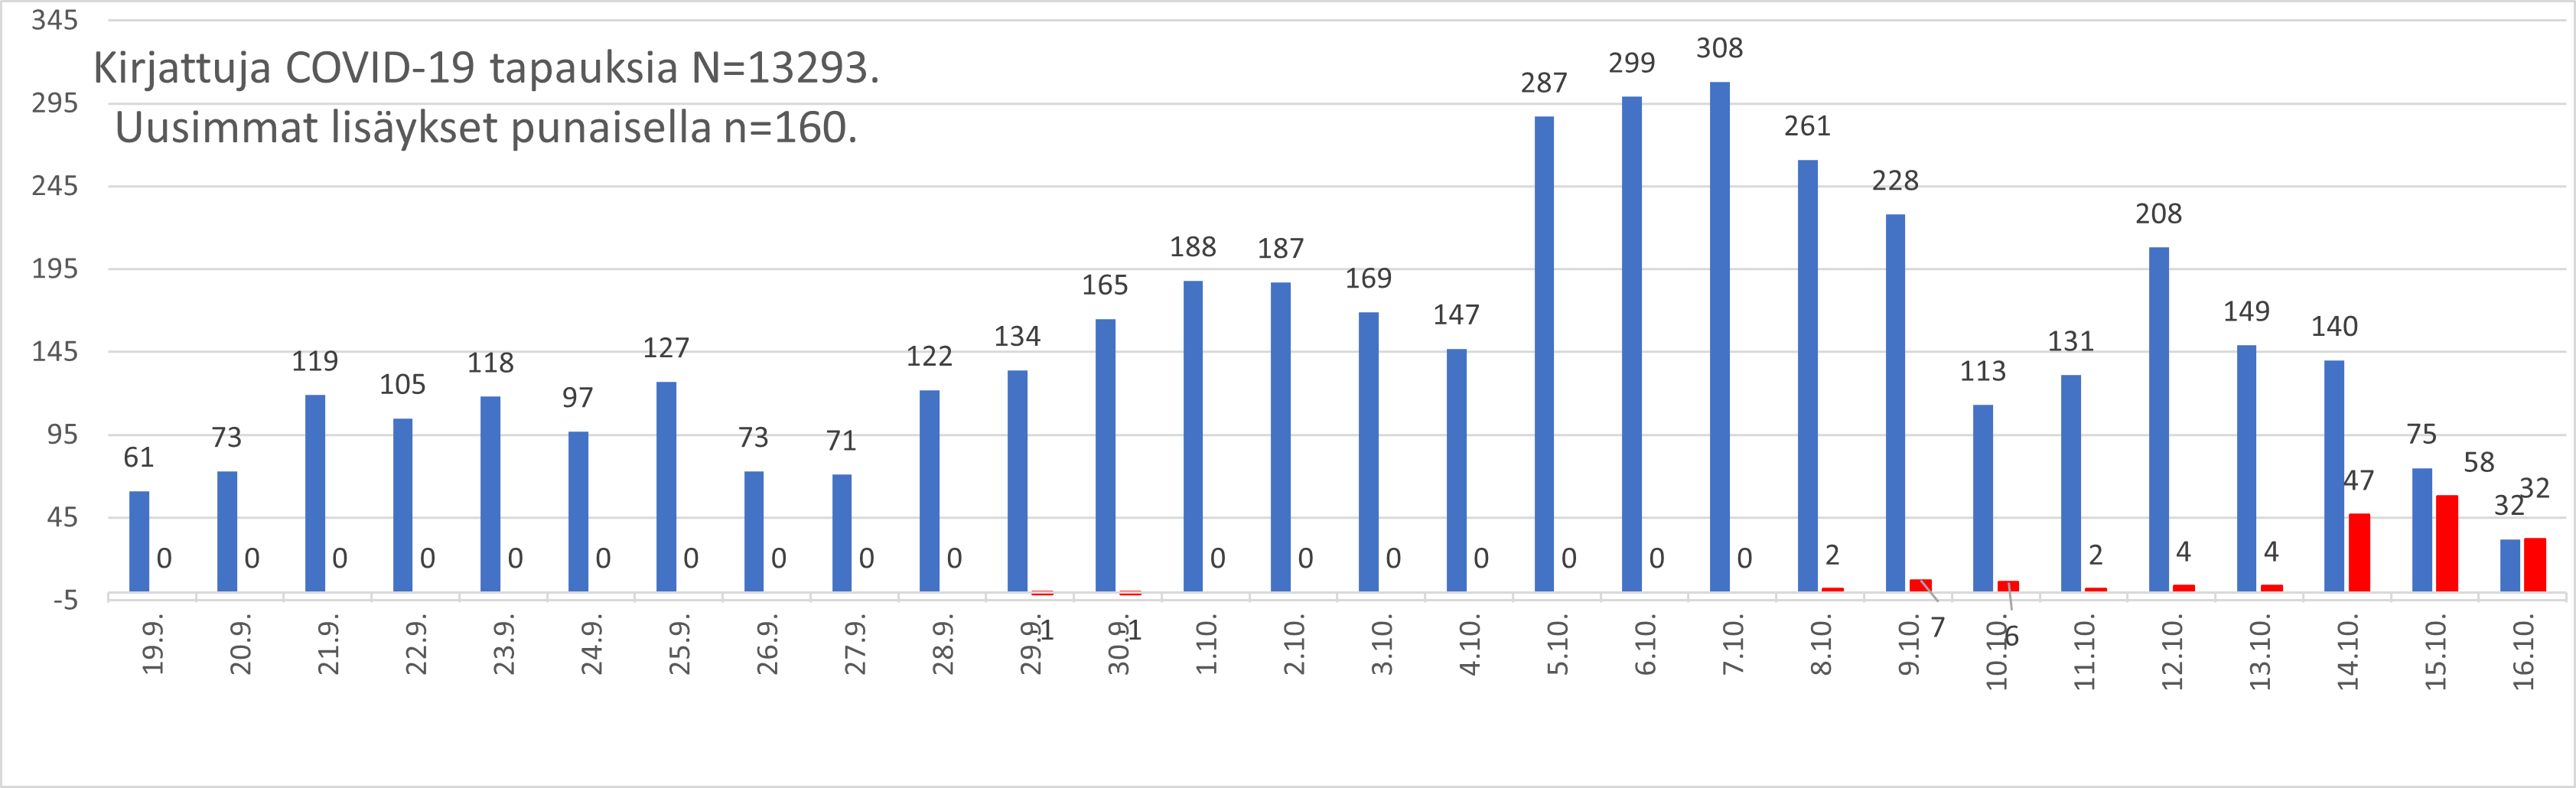 Kirjattuja COVID-19 tapauksia N=13293.
Uusimmat lisäykset punaisella n=160.
345
295
245
195
145
95
45
-5
61 73 119 105 118 97 127 73 71 122 134 165 188 187 169 147 287 299 308 261 228 113 131 208 149 140 75 32
0 0 0 0 0 0 0 0 0 0 -1 -1 0 0 0 0 0 0 0 2 7 6 2 4 4 47 58 32
19.9. 20.9. 21.9. 22.9. 23.9. 24.9. 25.9. 26.9. 27.9. 28.9. 29.9. 30.9. 1.10. 2.10. 3.10. 4.10. 5.10. 6.10. 7.10. 8.10. 9.10. 10.10. 11.10. 12.10. 13.10. 14.10. 15.10. 16.10.